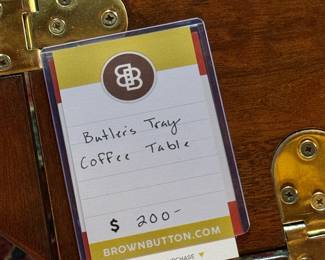 Butler's Tray
Coffee Table
$ 200-
BROWNBUTTON.COM